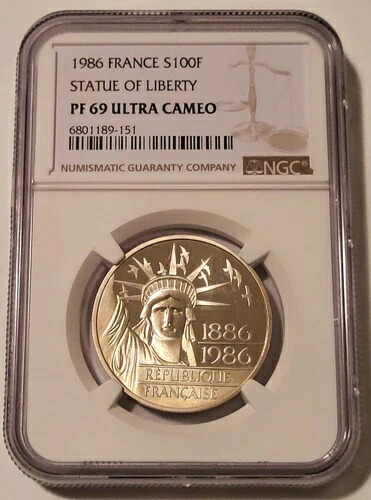 1986 FRANCE S100F
STATUE OF LIBERTY
PF 69 ULTRA CAMEO
6801189-151
NUMISMATIC GUARANTY COMPANY NGC®
1886
1986
RÉPUBLIQUE
FRANÇAISE